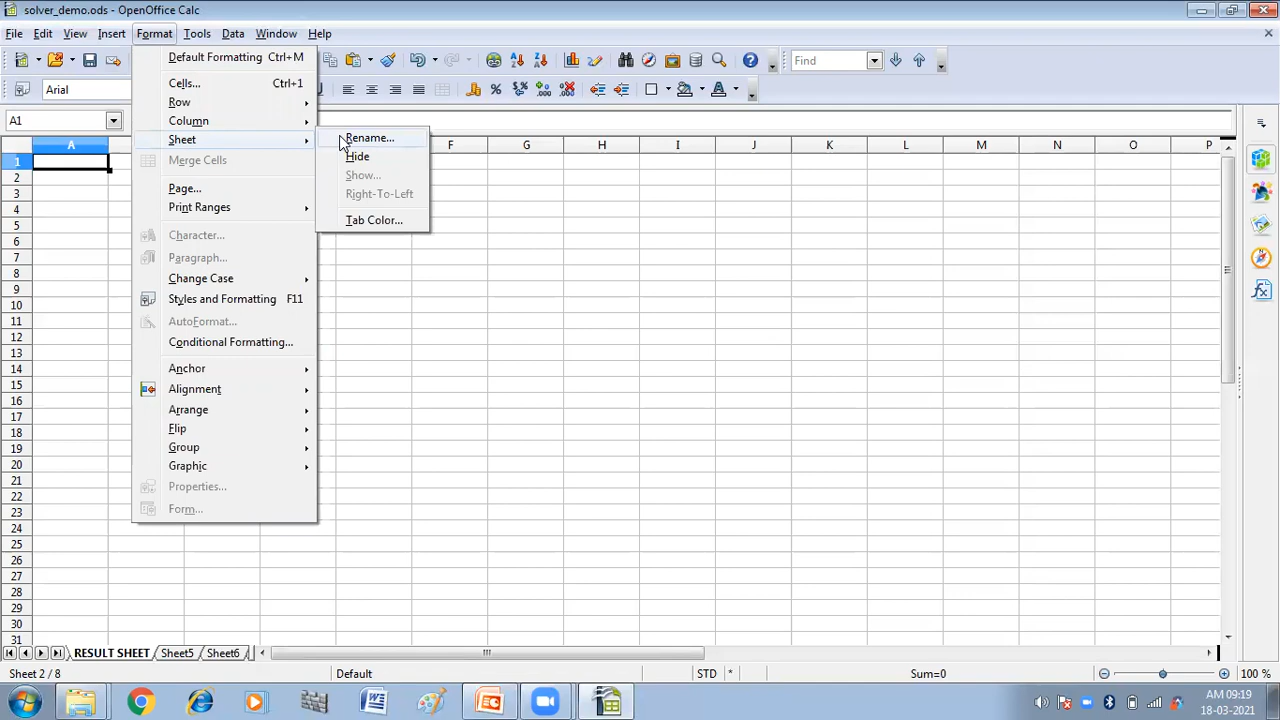 solver_demo.ods - OpenOffice Calc
File Edit View Insert Format Tools Data Window Help
Default Formatting Ctrl+M
Find
Arial
Cells... Ctrl+1
Row
Column
Sheet
Merge Cells
Page...
Print Ranges
Character...
Paragraph...
Change Case
Styles and Formatting F11
AutoFormat...
Conditional Formatting...
Anchor
Alignment
Arrange
Flip
Group
Graphic
Properties...
Form...
Rename...
Hide
Show...
Right-To-Left
Tab Color...
A1
A F G H I J K L M N O P
1
2
3
4
5
6
7
8
9
10
11
12
13
14
15
16
17
18
19
20
21
22
23
24
25
26
27
28
29
30
31
RESULT SHEET Sheet5 Sheet6
Sheet 2 / 8 Default STD * Sum=0 100 %
AM 09:19
18-03-2021